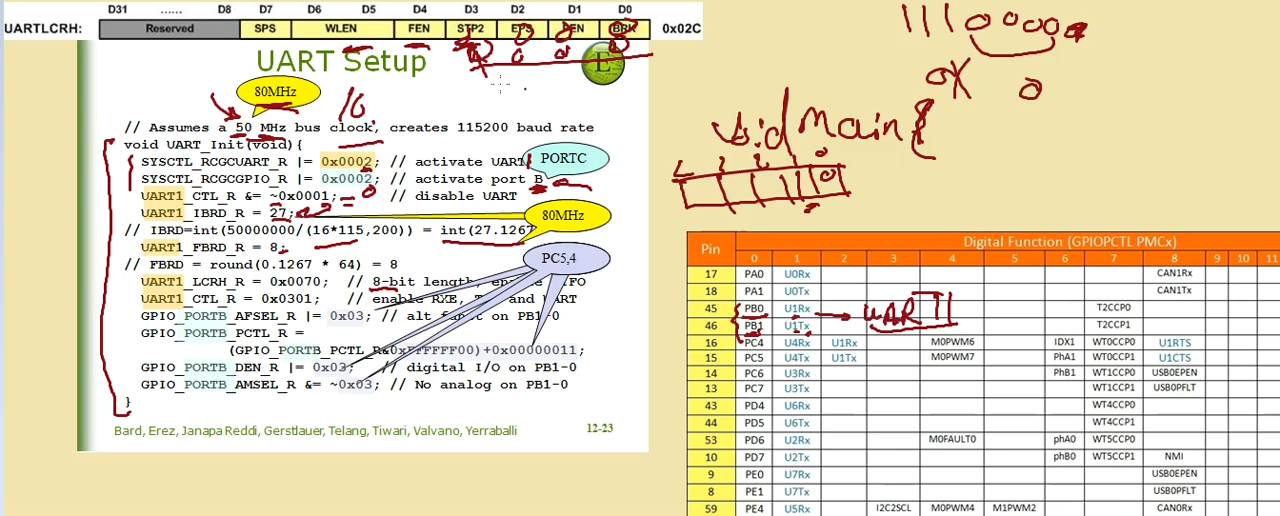 D31 ...... D8 D7 D6 D5 D4 D3 D2 D1 D0
UARTLCRH: Reserved SPS WLEN FEN STP2 EPS PEN BRK 0x02C
UART Setup
E
80MHz
// Assumes a 50 MHz bus clock, creates 115200 baud rate
void UART_Init(void){
SYSCTL_RCGCUART_R |= 0x0002; // activate UART
SYSCTL_RCGCGPIO_R |= 0x0002; // activate port B
PORTC
UART1_CTL_R &= ~0x0001; // disable UART
UART1_IBRD_R = 27;
// IBRD=int(50000000/(16*115,200)) = int(27.1267
80MHz
UART1_FBRD_R = 8;
// FBRD = round(0.1267 * 64) = 8
PC5,4
UART1_LCRH_R = 0x0070; // 8-bit length, FIFO
UART1_CTL_R = 0x0301; // enable RXE, and UART
GPIO_PORTB_AFSEL_R |= 0x03; // alt on PB1-0
GPIO_PORTB_PCTL_R =
(GPIO_PORTB_PCTL_R&0xFFFFFF00)+0x00000011;
GPIO_PORTB_DEN_R |= 0x03; // digital I/O on PB1-0
GPIO_PORTB_AMSEL_R &= ~0x03; // No analog on PB1-0
}
Bard, Erez, Janapa Reddi, Gerstlauer, Telang, Tiwari, Valvano, Yerraballi 12-23
1110000
0
void main {
UART
Pin Digital Function (GPIOPCTL PMCx)
0 1 2 3 4 5 6 7 8 9 10 11
17 PA0 U0Rx CAN1Rx
18 PA1 U0Tx CAN1Tx
45 PB0 U1Rx T2CCP0
46 PB1 U1Tx T2CCP1
16 PC4 U4Rx U1Rx M0PWM6 IDX1 WT0CCP0 U1RTS
15 PC5 U4Tx U1Tx M0PWM7 PhA1 WT0CCP1 U1CTS
14 PC6 U3Rx PhB1 WT1CCP0 USB0EPEN
13 PC7 U3Tx WT1CCP1 USB0PFLT
43 PD4 U6Rx WT4CCP0
44 PD5 U6Tx WT4CCP1
53 PD6 U2Rx M0FAULT0 phA0 WT5CCP0
10 PD7 U2Tx phB0 WT5CCP1 NMI
9 PE0 U7Rx USB0EPEN
8 PE1 U7Tx USB0PFLT
59 PE4 U5Rx I2C2SCL M0PWM4 M1PWM2 CAN0Rx